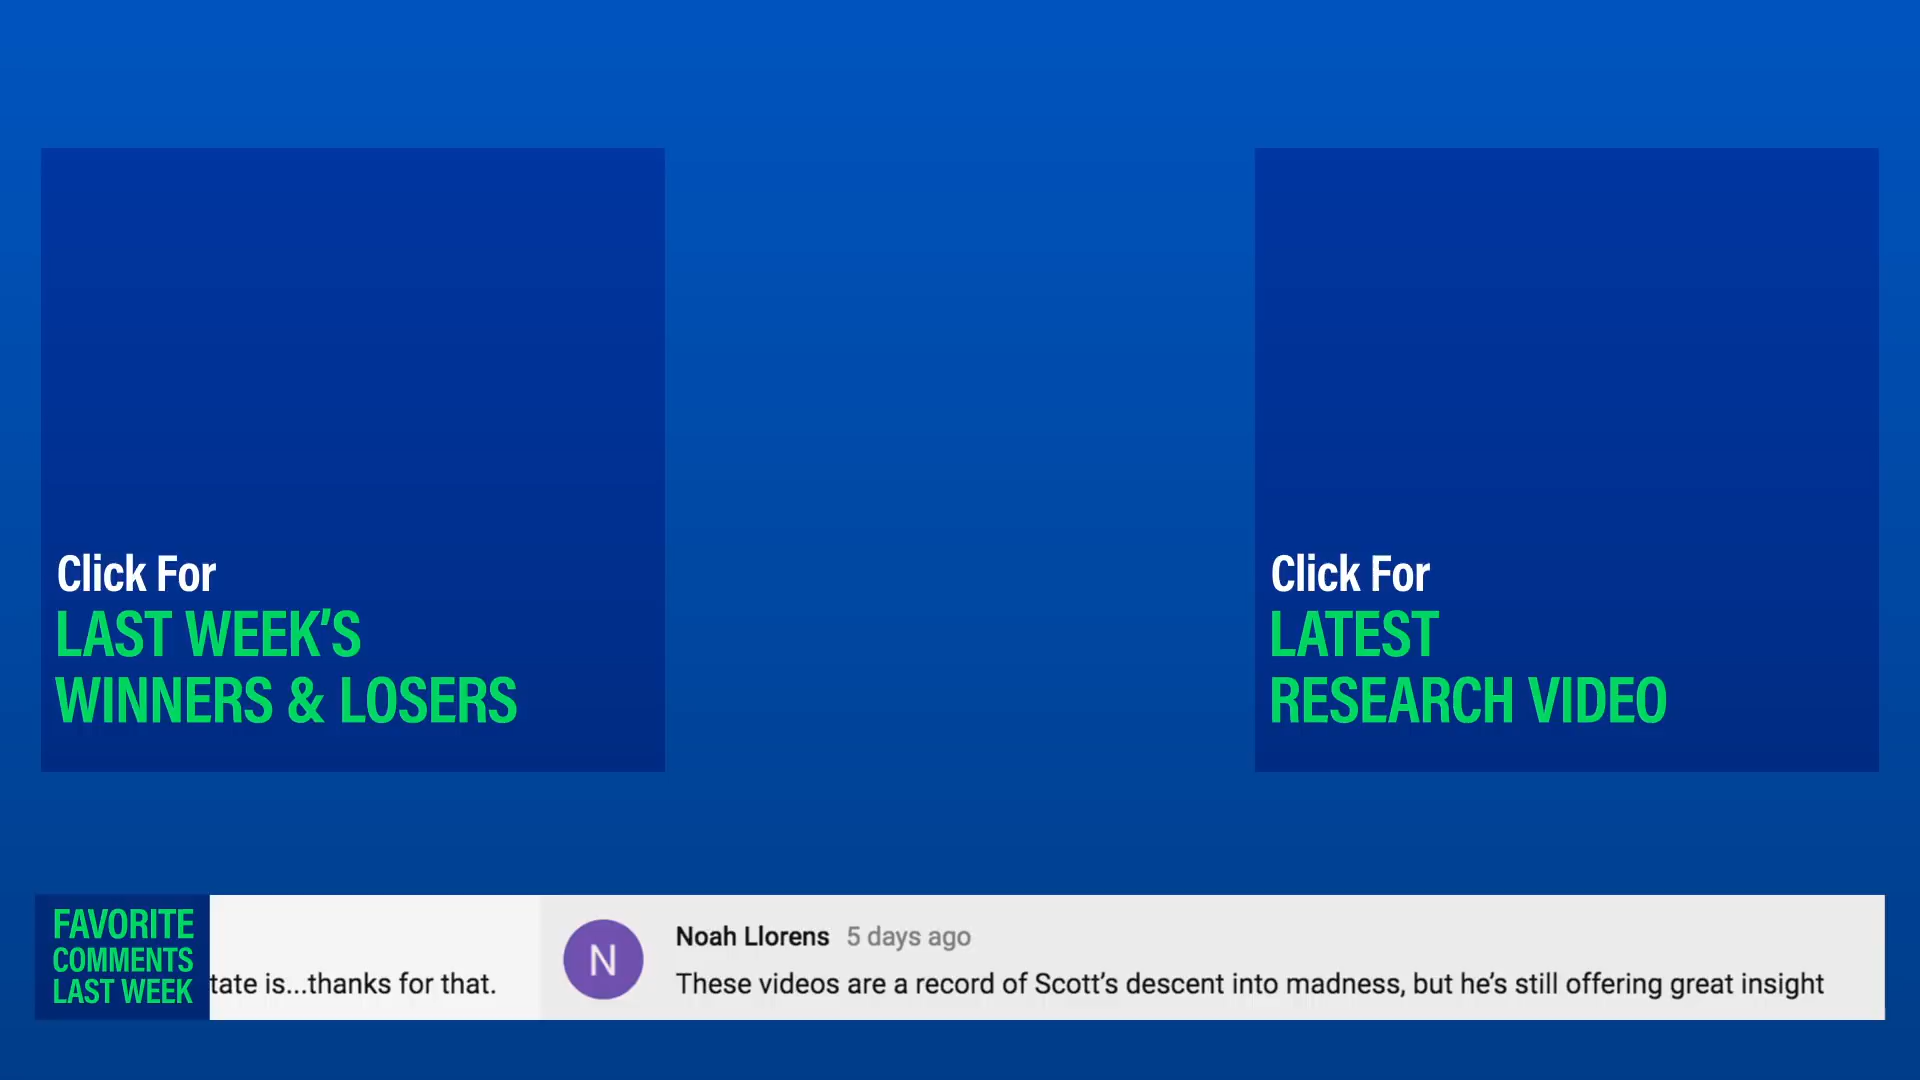 Click For
LAST WEEK'S
WINNERS & LOSERS
Click For
LATEST
RESEARCH VIDEO
FAVORITE
COMMENTS
LAST WEEK
tate is...thanks for that.
N
Noah Llorens 5 days ago
These videos are a record of Scott's descent into madness, but he's still offering great insight